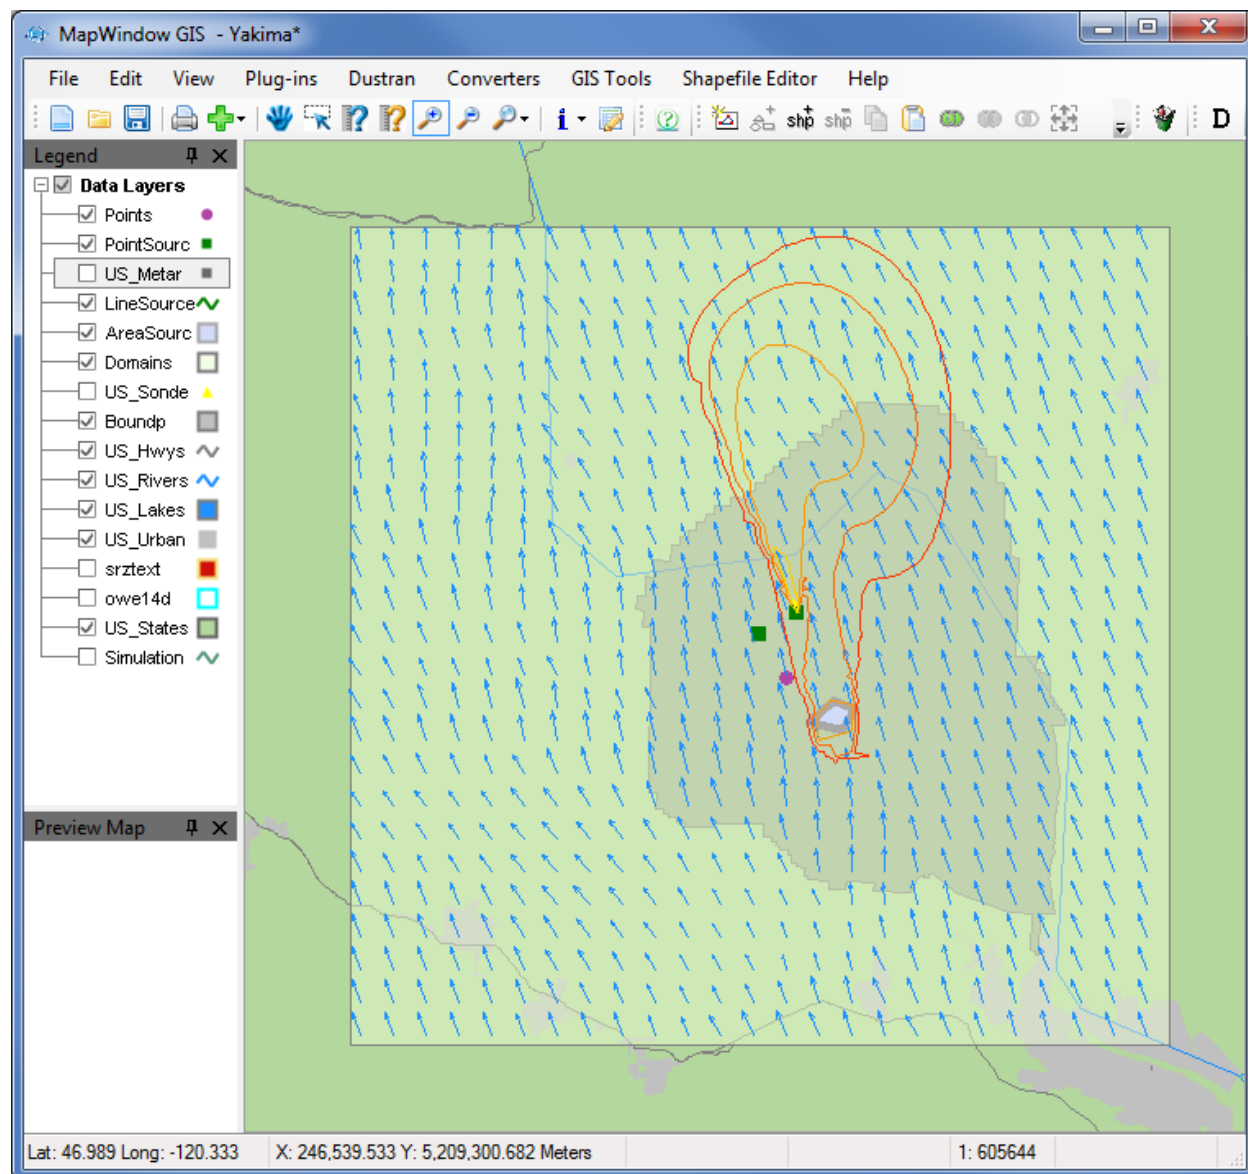 MapWindow GIS - Yakima*
File Edit View Plug-ins Dustran Converters GIS Tools Shapefile Editor Help
shp shp D
Legend
Data Layers
Points
PointSourc
US_Metar
LineSource
AreaSourc
Domains
US_Sonde
Boundp
US_Hwys
US_Rivers
US_Lakes
US_Urban
srztext
owe14d
US_States
Simulation
Preview Map
Lat: 46.989 Long: -120.333 X: 246,539.533 Y: 5,209,300.682 Meters 1: 605644